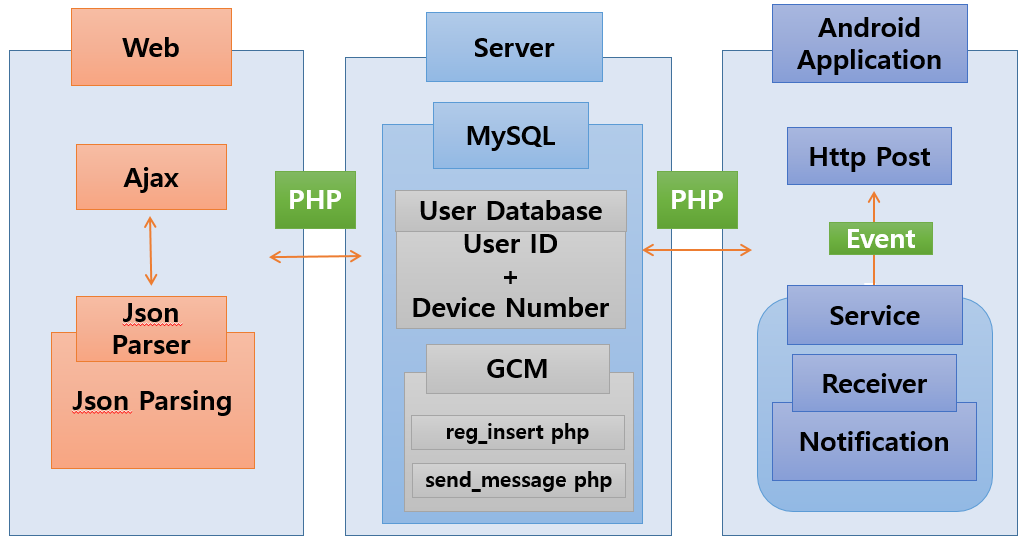 Web
Ajax
Json
Parser
Json Parsing
PHP
Server
MySQL
User Database
User ID
+
Device Number
GCM
reg_insert php
send_message php
PHP
Android
Application
Http Post
Event
Service
Receiver
Notification